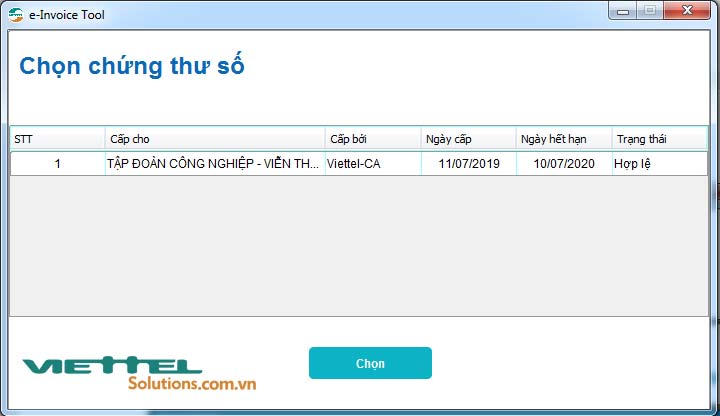 e-Invoice Tool
Chọn chứng thư số
STT Cấp cho Cấp bởi Ngày cấp Ngày hết hạn Trạng thái
1 TẬP ĐOÀN CÔNG NGHIỆP - VIỄN TH... Viettel-CA 11/07/2019 10/07/2020 Hợp lệ
Chọn
VIETTEL
Solutions.com.vn